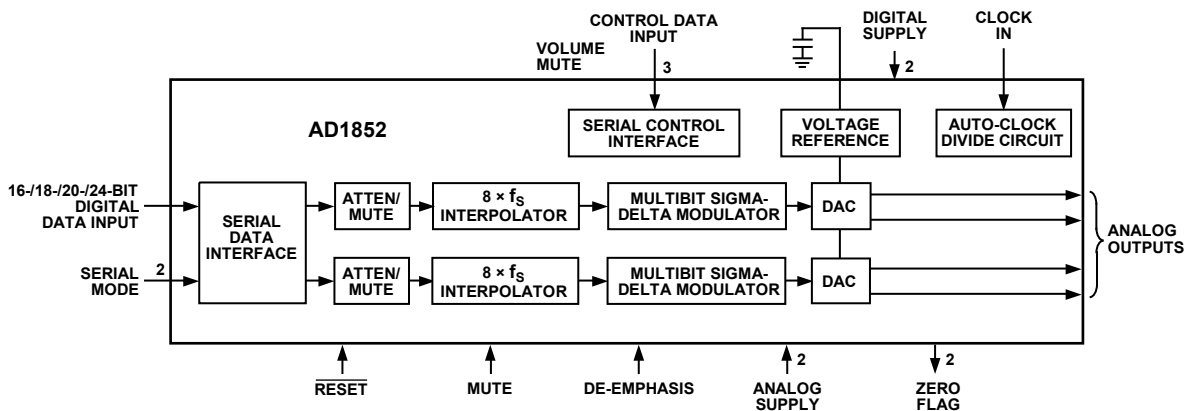 CONTROL DATA
INPUT
VOLUME
MUTE
3
DIGITAL
SUPPLY
2
CLOCK
IN
AD1852
SERIAL CONTROL
INTERFACE
VOLTAGE
REFERENCE
AUTO-CLOCK
DIVIDE CIRCUIT
16-/18-/20-/24-BIT
DIGITAL
DATA INPUT
SERIAL
MODE
2
SERIAL
DATA
INTERFACE
ATTEN/
MUTE
8 × fS
INTERPOLATOR
MULTIBIT SIGMA-
DELTA MODULATOR
DAC
ATTEN/
MUTE
8 × fS
INTERPOLATOR
MULTIBIT SIGMA-
DELTA MODULATOR
DAC
ANALOG
OUTPUTS
RESET
MUTE
DE-EMPHASIS
2
ANALOG
SUPPLY
2
ZERO
FLAG